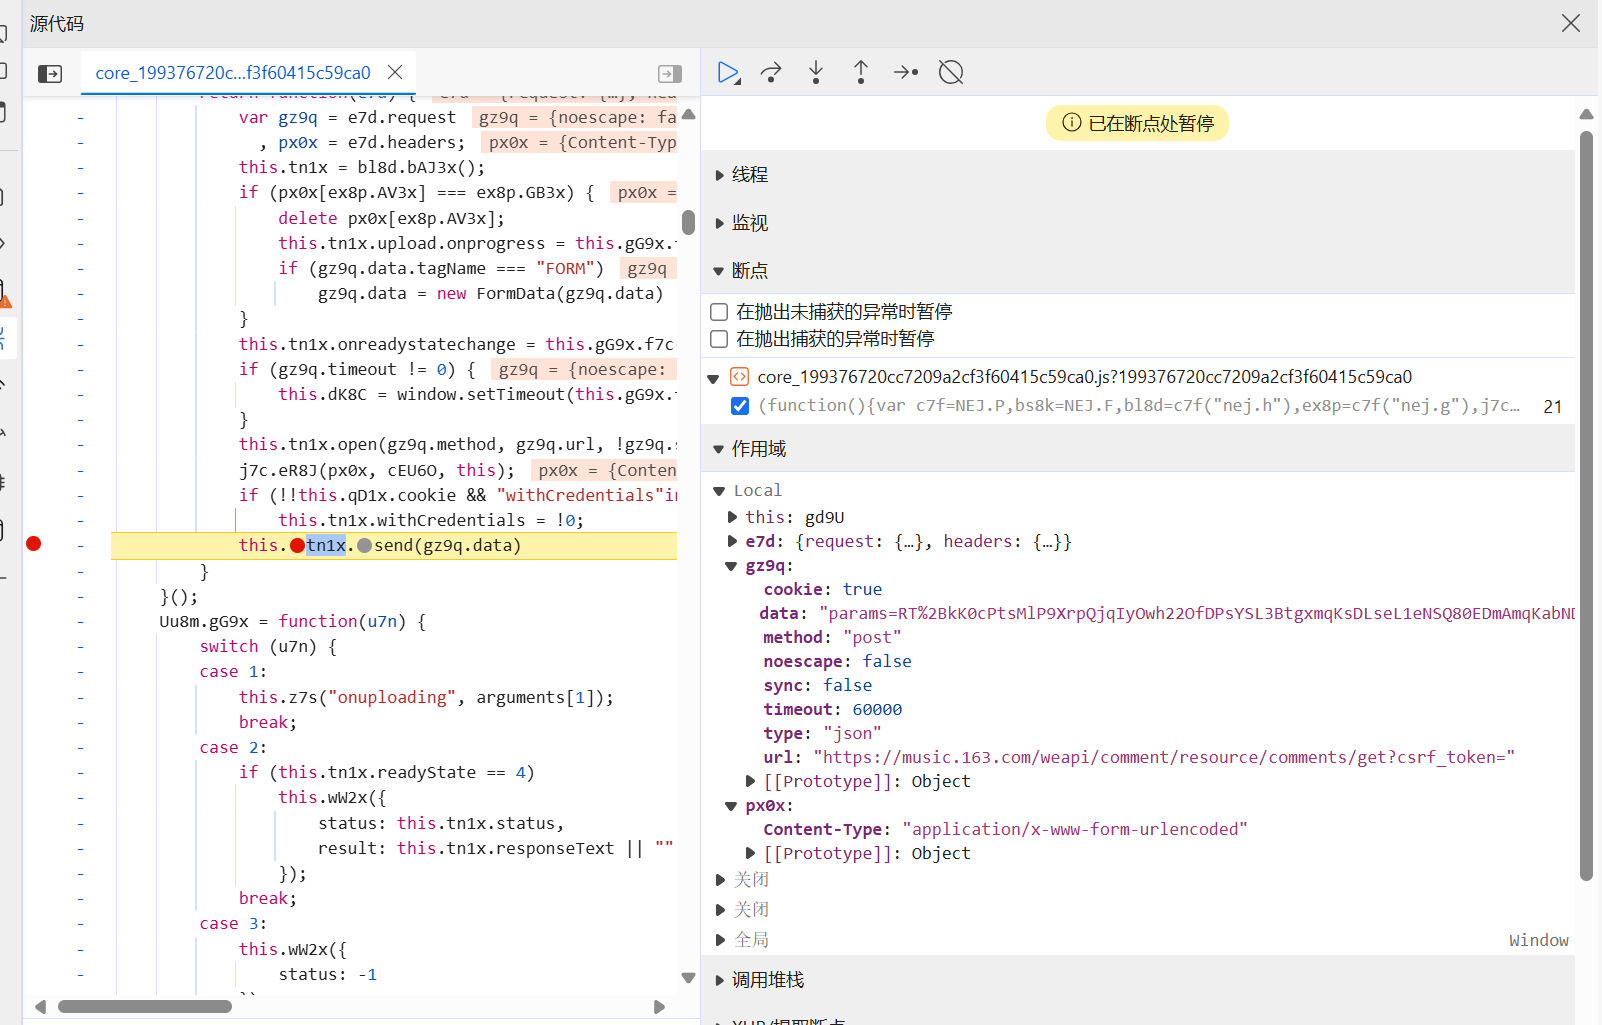 源代码
core_199376720c...f3f60415c59ca0
var gz9q = e7d.request gz9q = {noescape: fa
, px0x = e7d.headers; px0x = {Content-Typ
this.tn1x = bl8d.bAJ3x();
if (px0x[ex8p.AV3x] === ex8p.GB3x) { px0x =
delete px0x[ex8p.AV3x];
this.tn1x.upload.onprogress = this.gG9x.
if (gz9q.data.tagName === "FORM") gz9q
gz9q.data = new FormData(gz9q.data)
}
this.tn1x.onreadystatechange = this.gG9x.f7c
if (gz9q.timeout != 0) { gz9q = {noescape:
this.dK8C = window.setTimeout(this.gG9x.
}
this.tn1x.open(gz9q.method, gz9q.url, !gz9q.
j7c.eR8J(px0x, cEU6O, this); px0x = {Conten
if (!!this.qD1x.cookie && "withCredentials"in
this.tn1x.withCredentials = !0;
this.tn1x.send(gz9q.data)
}
}();
Uu8m.gG9x = function(u7n) {
switch (u7n) {
case 1:
this.z7s("onuploading", arguments[1]);
break;
case 2:
if (this.tn1x.readyState == 4)
this.wW2x({
status: this.tn1x.status,
result: this.tn1x.responseText || ""
});
break;
case 3:
this.wW2x({
status: -1
已在断点处暂停
线程
监视
断点
在抛出未捕获的异常时暂停
在抛出捕获的异常时暂停
core_199376720cc7209a2cf3f60415c59ca0.js?199376720cc7209a2cf3f60415c59ca0
(function(){var c7f=NEJ.P,bs8k=NEJ.F,bl8d=c7f("nej.h"),ex8p=c7f("nej.g"),j7c… 21
作用域
Local
this: gd9U
e7d: {request: {…}, headers: {…}}
gz9q:
cookie: true
data: "params=RT%2BkK0cPtsMlP9XrpQjqIyOwh22OfDPsYSL3BtgxmqKsDLseL1eNSQ80EDmAmqKabND
method: "post"
noescape: false
sync: false
timeout: 60000
type: "json"
url: "https://music.163.com/weapi/comment/resource/comments/get?csrf_token="
[[Prototype]]: Object
px0x:
Content-Type: "application/x-www-form-urlencoded"
[[Prototype]]: Object
关闭
关闭
全局 Window
调用堆栈